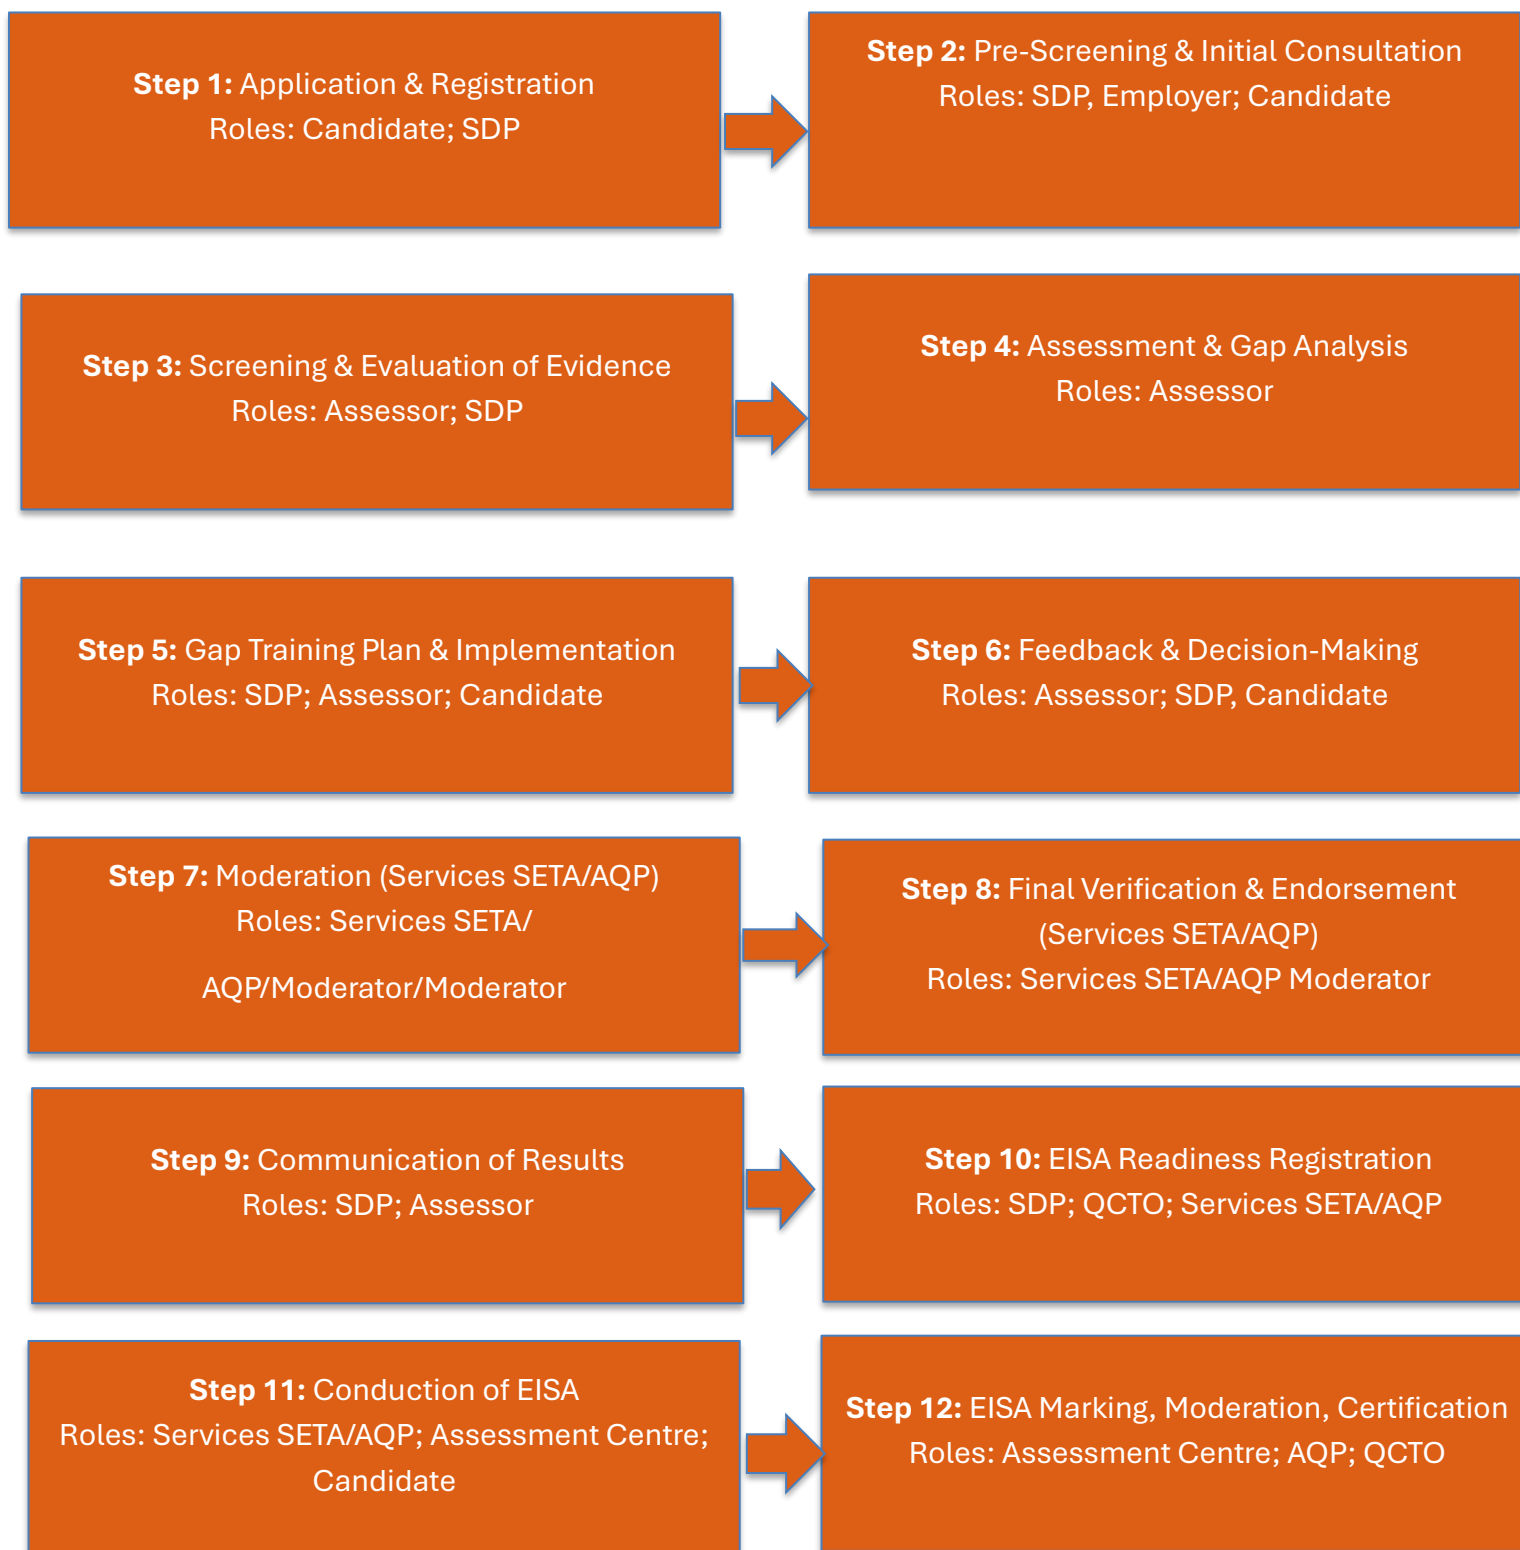 Step 1: Application & Registration
Roles: Candidate; SDP
Step 2: Pre-Screening & Initial Consultation
Roles: SDP, Employer; Candidate
Step 3: Screening & Evaluation of Evidence
Roles: Assessor; SDP
Step 4: Assessment & Gap Analysis
Roles: Assessor
Step 5: Gap Training Plan & Implementation
Roles: SDP; Assessor; Candidate
Step 6: Feedback & Decision-Making
Roles: Assessor; SDP, Candidate
Step 7: Moderation (Services SETA/AQP)
Roles: Services SETA/
AQP/Moderator/Moderator
Step 8: Final Verification & Endorsement
(Services SETA/AQP)
Roles: Services SETA/AQP Moderator
Step 9: Communication of Results
Roles: SDP; Assessor
Step 10: EISA Readiness Registration
Roles: SDP; QCTO; Services SETA/AQP
Step 11: Conduction of EISA
Roles: Services SETA/AQP; Assessment Centre;
Candidate
Step 12: EISA Marking, Moderation, Certification
Roles: Assessment Centre; AQP; QCTO